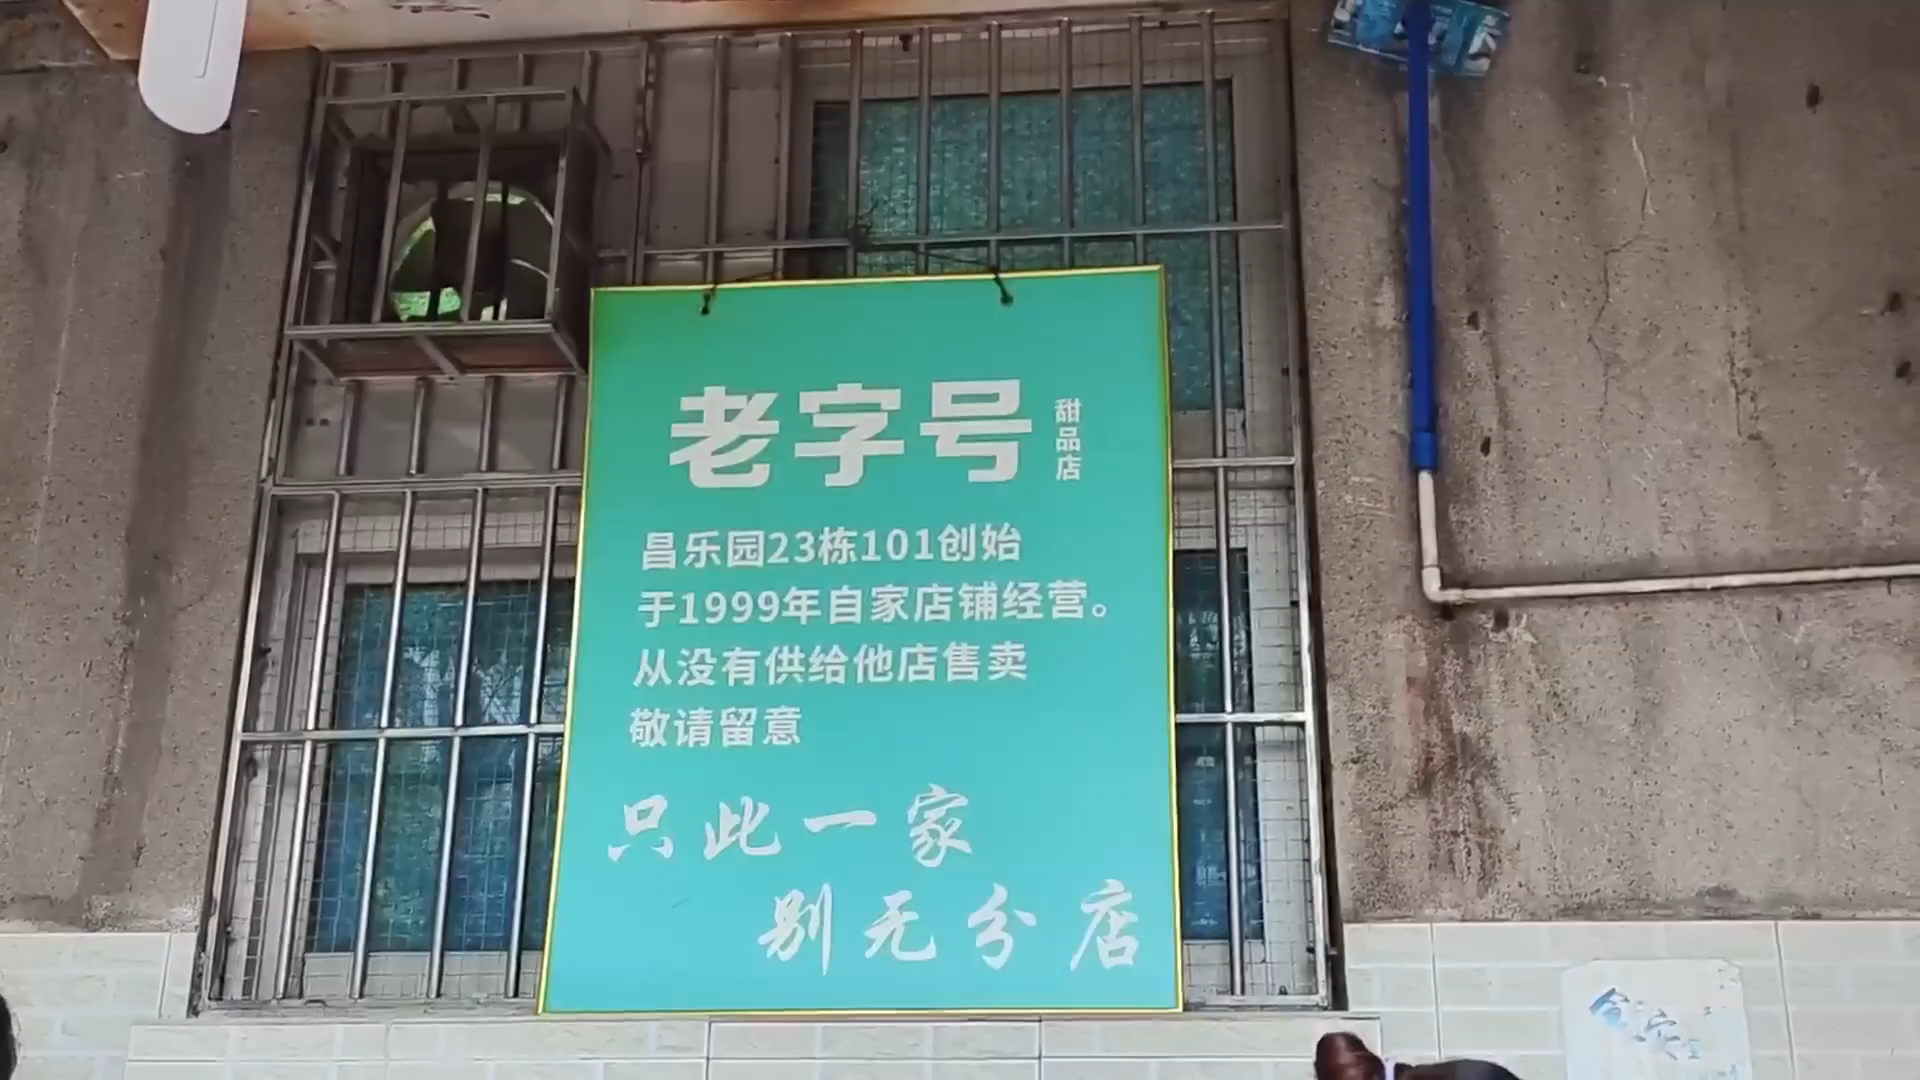 老字号
甜品店
昌乐园23栋101创始
于1999年自家店铺经营。
从没有供给他店售卖
敬请留意
只此一家
别无分店